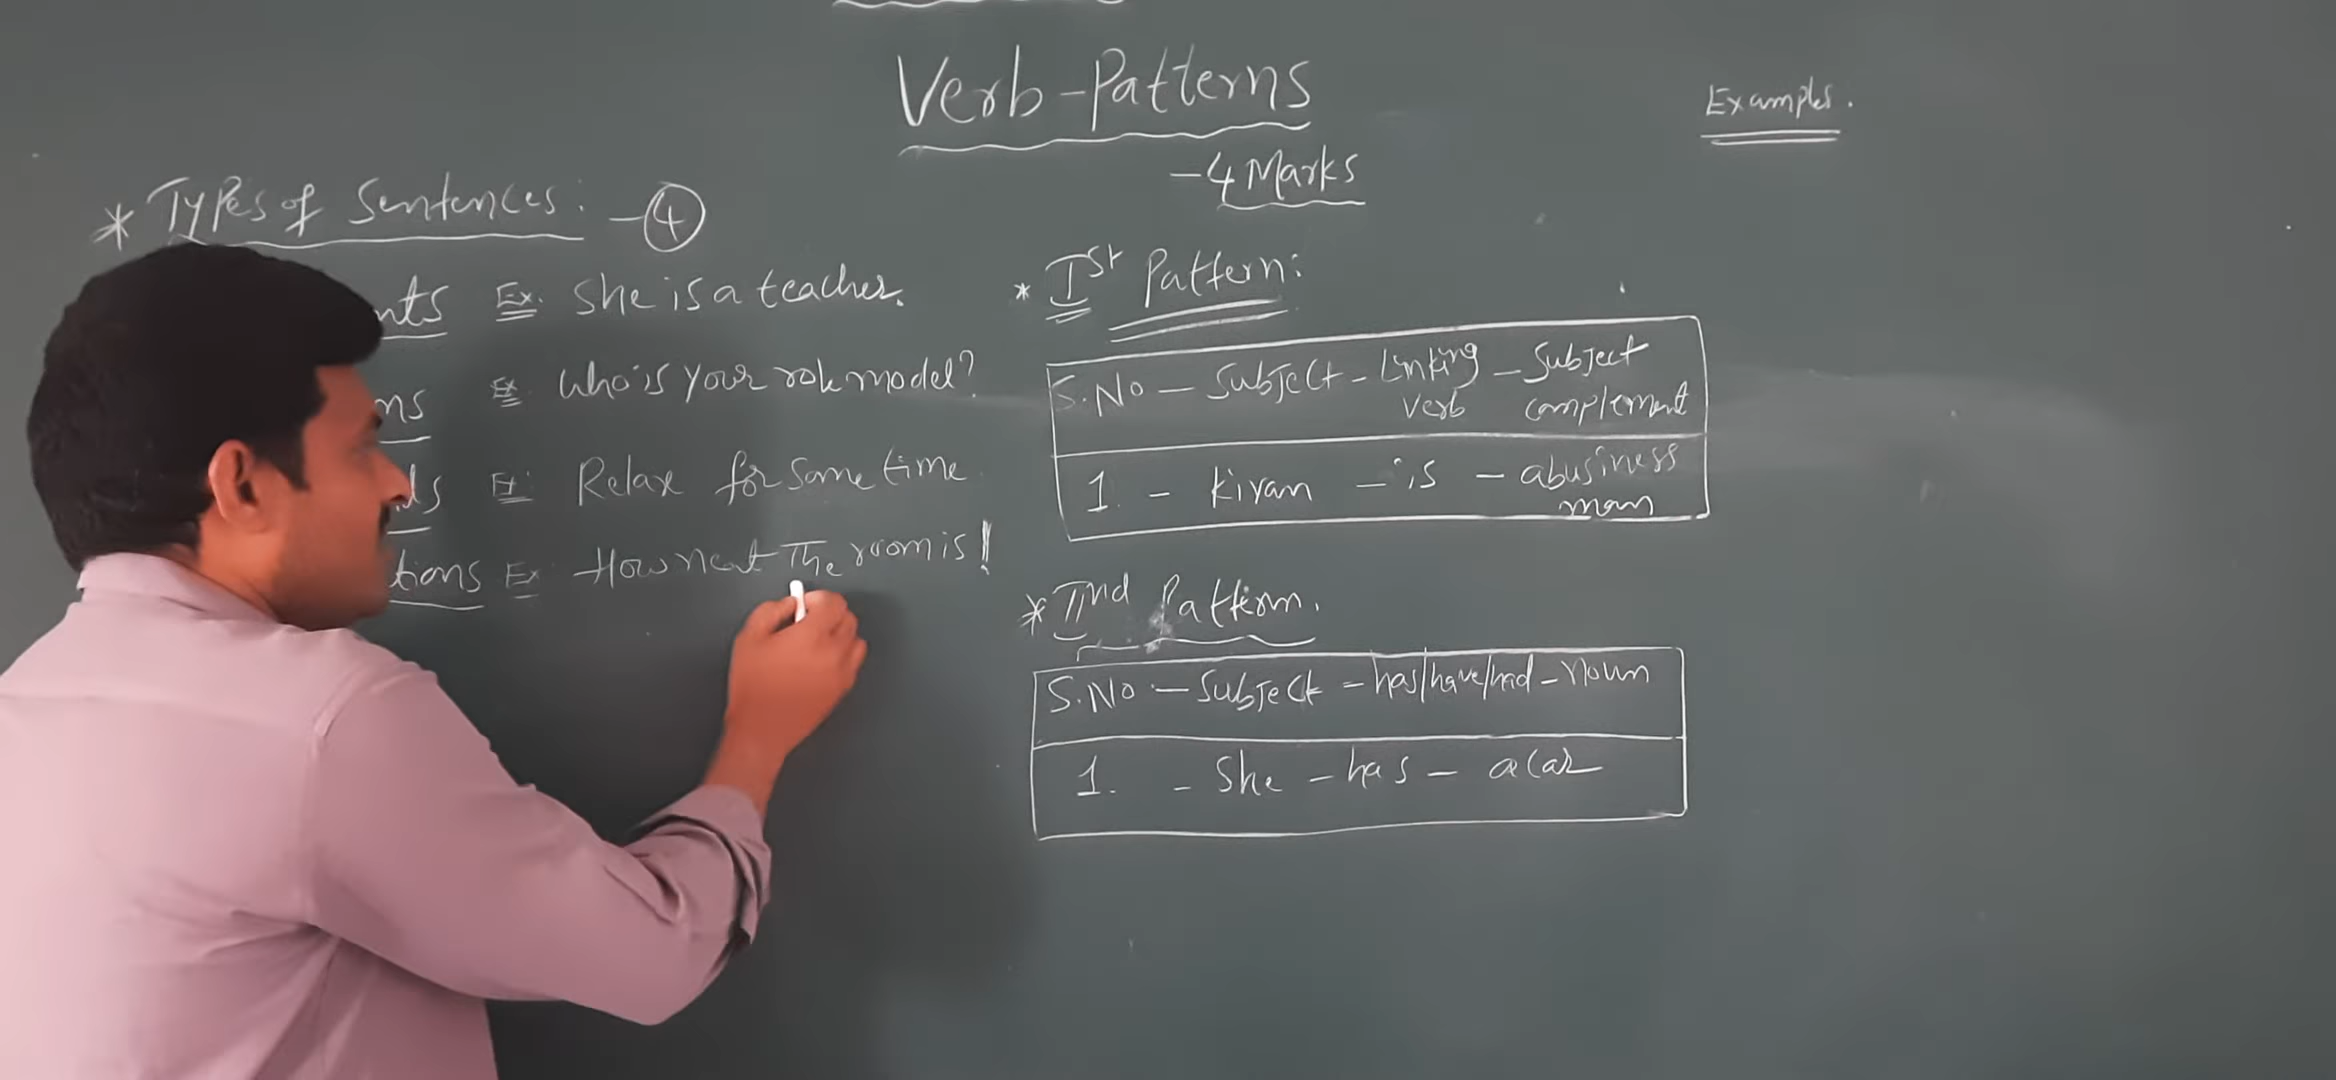 Verb-Patterns
-4 Marks
Examples.
* Types of Sentences: -4
nts Ex. She is a teacher.
ns Ex. Who is your role model?
ds Ex. Relax for some time
tions Ex How neat The room is!
* Ist Pattern:
S.No - Subject - Linking Verb - Subject complement
1. - Kiran - is - a business man
* IInd Pattern.
S.No - Subject - has/have/had - Noun
1. - She - has - a car